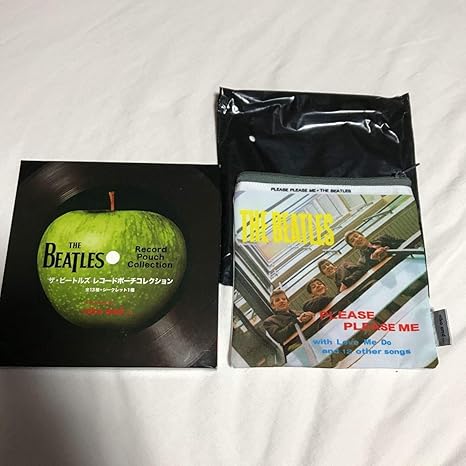 THE
BEATLES
Record
Pouch
Collection
ザ・ビートルズ レコードポーチコレクション
全13種+シークレット1種
PLEASE PLEASE ME • THE BEATLES
THE BEATLES
PLEASE
PLEASE ME
with Love Me Do
and 12 other songs